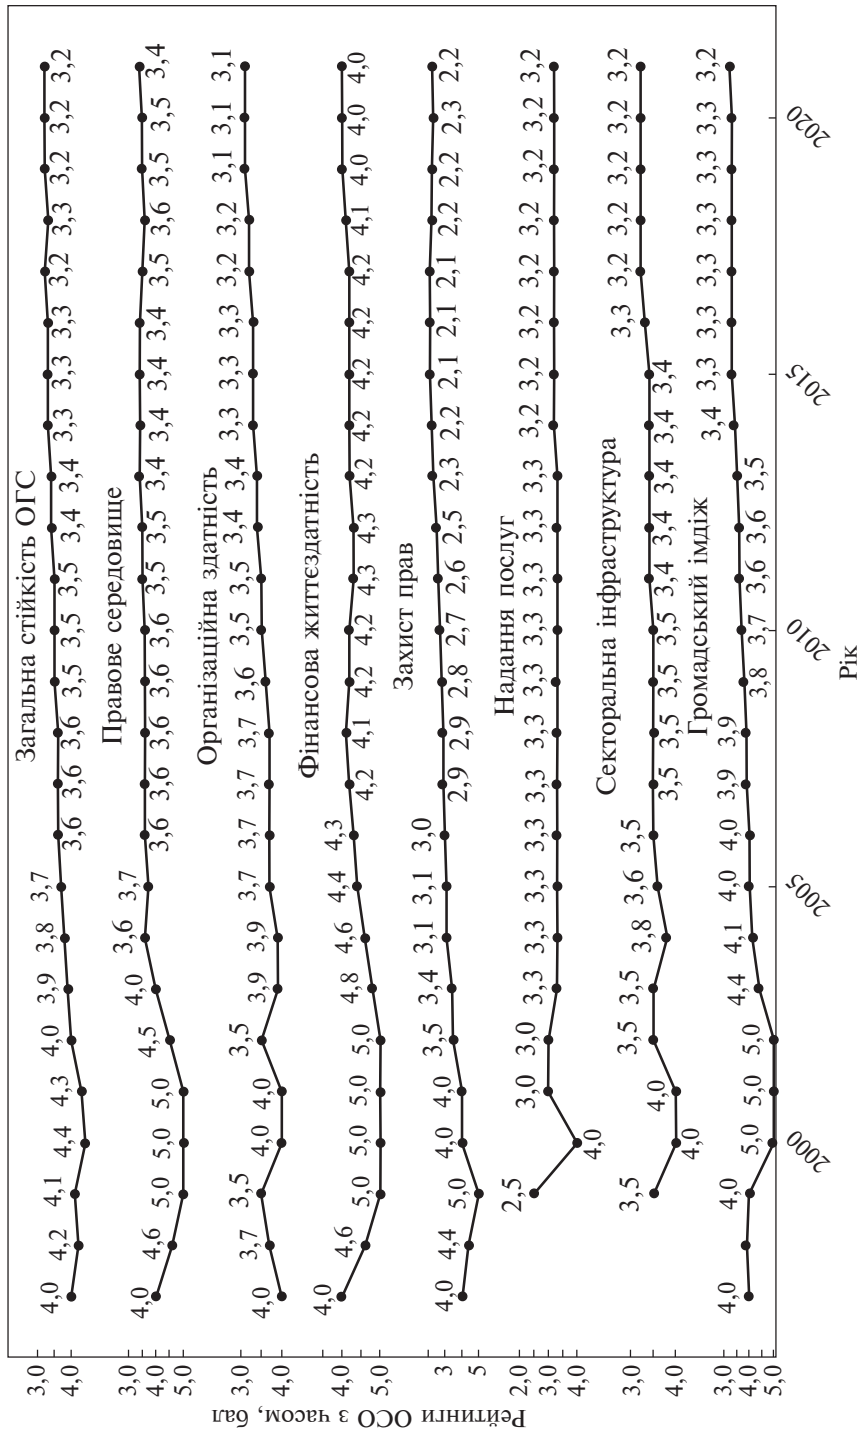 Рейтинги ОСО з часом, бал
Загальна стійкість ОГС
3,0
4,0
4,0 4,2 4,1 4,4 4,3 4,0 3,9 3,8 3,7 3,6 3,6 3,6 3,5 3,5 3,5 3,4 3,4 3,3 3,3 3,3 3,2 3,3 3,2 3,2 3,2
Правове середовище
3,0
4,0
5,0
4,0 4,6 5,0 5,0 5,0 4,5 4,0 3,6 3,7 3,6 3,6 3,6 3,6 3,6 3,5 3,5 3,4 3,4 3,4 3,4 3,5 3,6 3,5 3,5 3,4
Організаційна здатність
3,0
4,0
4,0 3,7 3,5 4,0 4,0 3,5 3,9 3,9 3,7 3,7 3,7 3,7 3,6 3,5 3,5 3,4 3,4 3,3 3,3 3,3 3,2 3,2 3,1 3,1 3,1
Фінансова життєздатність
4,0
5,0
4,0 4,6 5,0 5,0 5,0 5,0 4,8 4,6 4,4 4,3 4,2 4,1 4,2 4,2 4,3 4,3 4,2 4,2 4,2 4,2 4,2 4,1 4,0 4,0 4,0
Захист прав
3
5
4,0 4,4 5,0 4,0 4,0 3,5 3,4 3,1 3,1 3,0 2,9 2,9 2,8 2,7 2,6 2,5 2,3 2,2 2,1 2,1 2,1 2,2 2,2 2,3 2,2
Надання послуг
2,0
3,0
4,0
2,5 4,0 3,0 3,0 3,3 3,3 3,3 3,3 3,3 3,3 3,3 3,3 3,3 3,3 3,3 3,2 3,2 3,2 3,2 3,2 3,2 3,2 3,2
Секторальна інфраструктура
3,0
4,0
3,5 4,0 4,0 3,5 3,5 3,8 3,6 3,5 3,5 3,5 3,5 3,5 3,4 3,4 3,4 3,4 3,4 3,3 3,2 3,2 3,2 3,2 3,2
Громадський імідж
3,0
4,0
5,0
4,0 5,0 5,0 5,0 4,4 4,1 4,0 4,0 3,9 3,9 3,8 3,7 3,6 3,6 3,5 3,4 3,3 3,3 3,3 3,3 3,3 3,3 3,2
2000 2005 2010 2015 2020
Рік